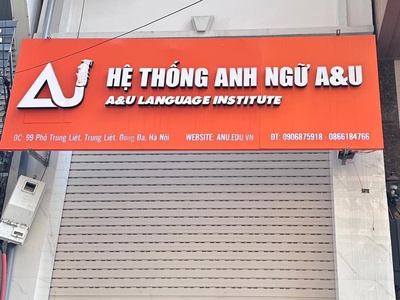 AU HỆ THỐNG ANH NGỮ A&U
A&U LANGUAGE INSTITUTE
ĐC: 99 Phố Trung Liệt, Trung Liệt, Đống Đa, Hà Nội WEBSITE: ANU.EDU.VN ĐT: 0906875918 - 0866184766